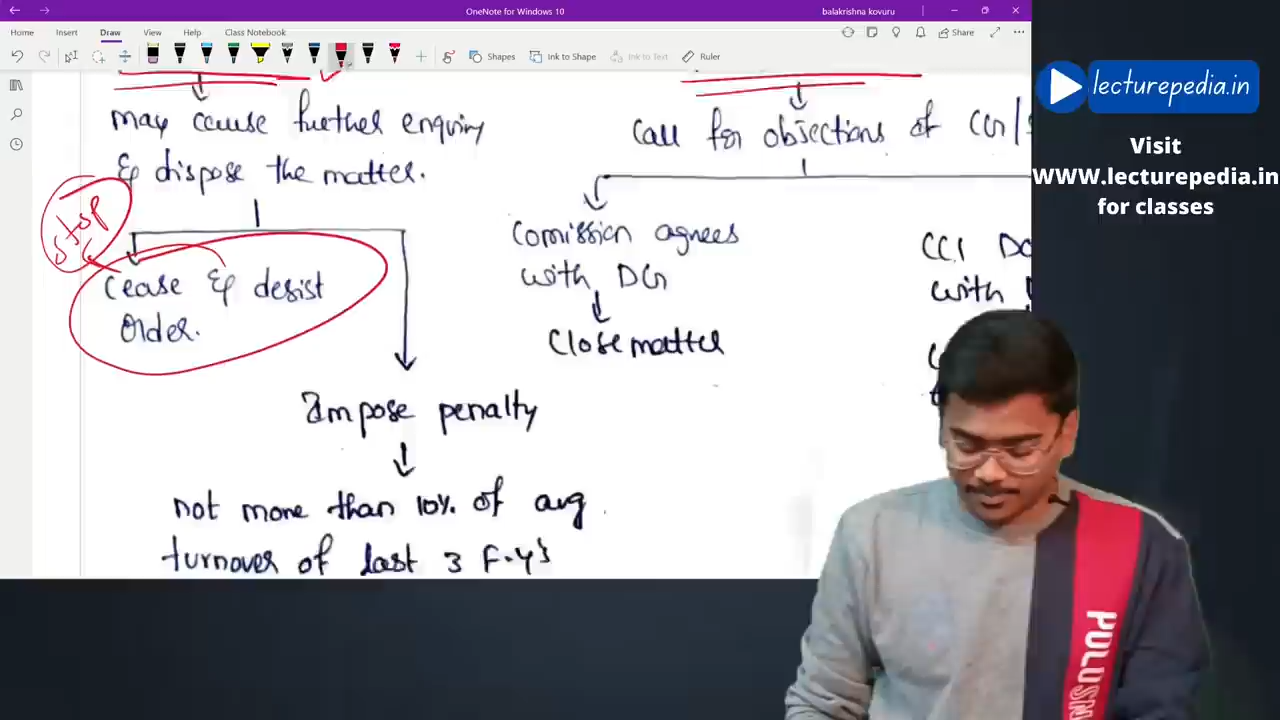 OneNote for Windows 10
balakrishna kovuru
Home Insert Draw View Help Class Notebook
Share
Shapes
Ink to Shape
Ink to Text
Ruler
may cause further enquiry
& dispose the matter.
Stop
Cease & desist
Order.
Impose penalty
not more than 10% of avg
turnover of last 3 F.Y's
Call for objections of CG/
Comission agrees
with DG
Close matter
CCI
with
lecturepedia.in
Visit
WWW.lecturepedia.in
for classes
POLUS